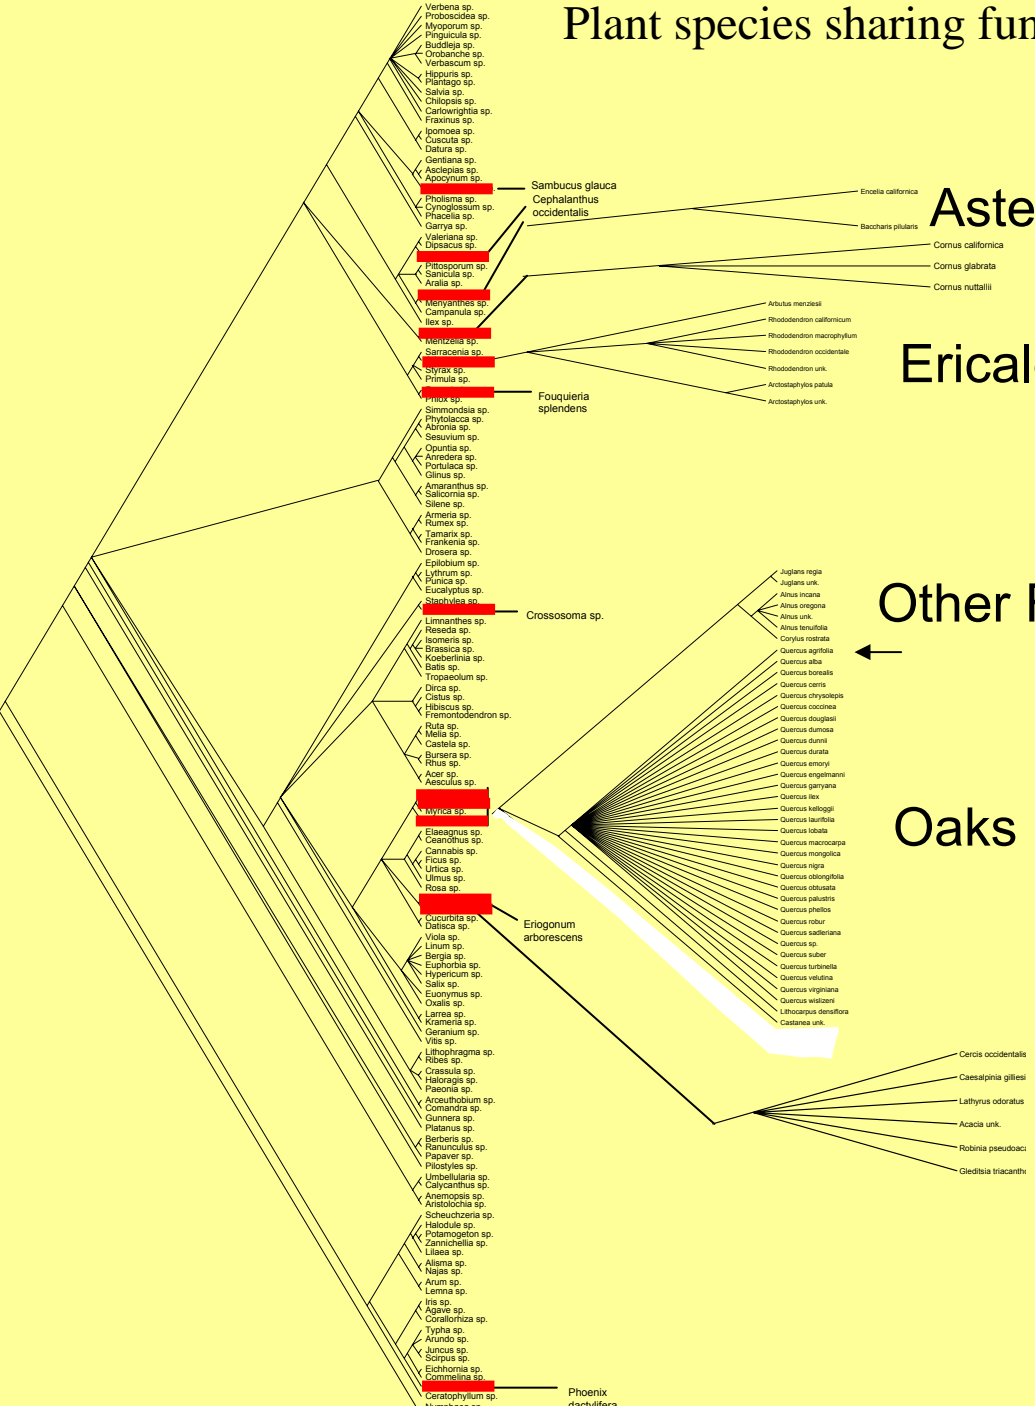 Plant species sharing fun
Verbena sp.
Proboscidea sp.
Myoporum sp.
Pinguicula sp.
Buddleja sp.
Orobanche sp.
Verbascum sp.
Hippuris sp.
Plantago sp.
Salvia sp.
Chilopsis sp.
Carlowrightia sp.
Fraxinus sp.
Ipomoea sp.
Cuscuta sp.
Datura sp.
Gentiana sp.
Asclepias sp.
Apocynum sp.
Pholisma sp.
Cynoglossum sp.
Phacelia sp.
Garrya sp.
Valeriana sp.
Dipsacus sp.
Pittosporum sp.
Sanicula sp.
Aralia sp.
Menyanthes sp.
Campanula sp.
Ilex sp.
Mentzelia sp.
Sarracenia sp.
Styrax sp.
Primula sp.
Phlox sp.
Simmondsia sp.
Phytolacca sp.
Abronia sp.
Sesuvium sp.
Opuntia sp.
Anredera sp.
Portulaca sp.
Glinus sp.
Amaranthus sp.
Salicornia sp.
Silene sp.
Armeria sp.
Rumex sp.
Tamarix sp.
Frankenia sp.
Drosera sp.
Epilobium sp.
Lythrum sp.
Punica sp.
Eucalyptus sp.
Staphylea sp.
Limnanthes sp.
Reseda sp.
Isomeris sp.
Brassica sp.
Koeberlinia sp.
Batis sp.
Tropaeolum sp.
Dirca sp.
Cistus sp.
Hibiscus sp.
Fremontodendron sp.
Ruta sp.
Melia sp.
Castela sp.
Bursera sp.
Rhus sp.
Acer sp.
Aesculus sp.
Myrica sp.
Elaeagnus sp.
Ceanothus sp.
Cannabis sp.
Ficus sp.
Urtica sp.
Ulmus sp.
Rosa sp.
Cucurbita sp.
Datisca sp.
Viola sp.
Linum sp.
Bergia sp.
Euphorbia sp.
Hypericum sp.
Salix sp.
Euonymus sp.
Oxalis sp.
Larrea sp.
Krameria sp.
Geranium sp.
Vitis sp.
Lithophragma sp.
Ribes sp.
Crassula sp.
Haloragis sp.
Paeonia sp.
Arceuthobium sp.
Comandra sp.
Gunnera sp.
Platanus sp.
Berberis sp.
Ranunculus sp.
Papaver sp.
Pilostyles sp.
Umbellularia sp.
Calycanthus sp.
Anemopsis sp.
Aristolochia sp.
Scheuchzeria sp.
Halodule sp.
Potamogeton sp.
Zannichellia sp.
Lilaea sp.
Alisma sp.
Najas sp.
Arum sp.
Lemna sp.
Iris sp.
Agave sp.
Corallorhiza sp.
Typha sp.
Arundo sp.
Juncus sp.
Scirpus sp.
Eichhornia sp.
Commelina sp.
Ceratophyllum sp.
Sambucus glauca
Cephalanthus
occidentalis
Fouquieria
splendens
Crossosoma sp.
Eriogonum
arborescens
Phoenix
dactylifera
Encelia californica
Baccharis pilularis
Aste
Cornus californica
Cornus glabrata
Cornus nuttallii
Arbutus menziesii
Rhododendron californicum
Rhododendron macrophyllum
Rhododendron occidentale
Rhododendron unk.
Arctostaphylos patula
Arctostaphylos unk.
Erical
Juglans regia
Juglans unk.
Alnus incana
Alnus oregona
Alnus unk.
Alnus tenuifolia
Corylus rostrata
Other
Quercus agrifolia
Quercus alba
Quercus borealis
Quercus cerris
Quercus chrysolepis
Quercus coccinea
Quercus douglasii
Quercus dumosa
Quercus dunnii
Quercus durata
Quercus emoryi
Quercus engelmanni
Quercus garryana
Quercus ilex
Quercus kelloggii
Quercus laurifolia
Quercus lobata
Quercus macrocarpa
Quercus mongolica
Quercus nigra
Quercus oblongifolia
Quercus obtusata
Quercus palustris
Quercus phellos
Quercus robur
Quercus sadleriana
Quercus sp.
Quercus suber
Quercus turbinella
Quercus velutina
Quercus virginiana
Quercus wislizeni
Lithocarpus densiflora
Castanea unk.
Oaks
Cercis occidentalis
Caesalpinia gilliesi
Lathyrus odoratus
Acacia unk.
Robinia pseudoac
Gleditsia triacanth